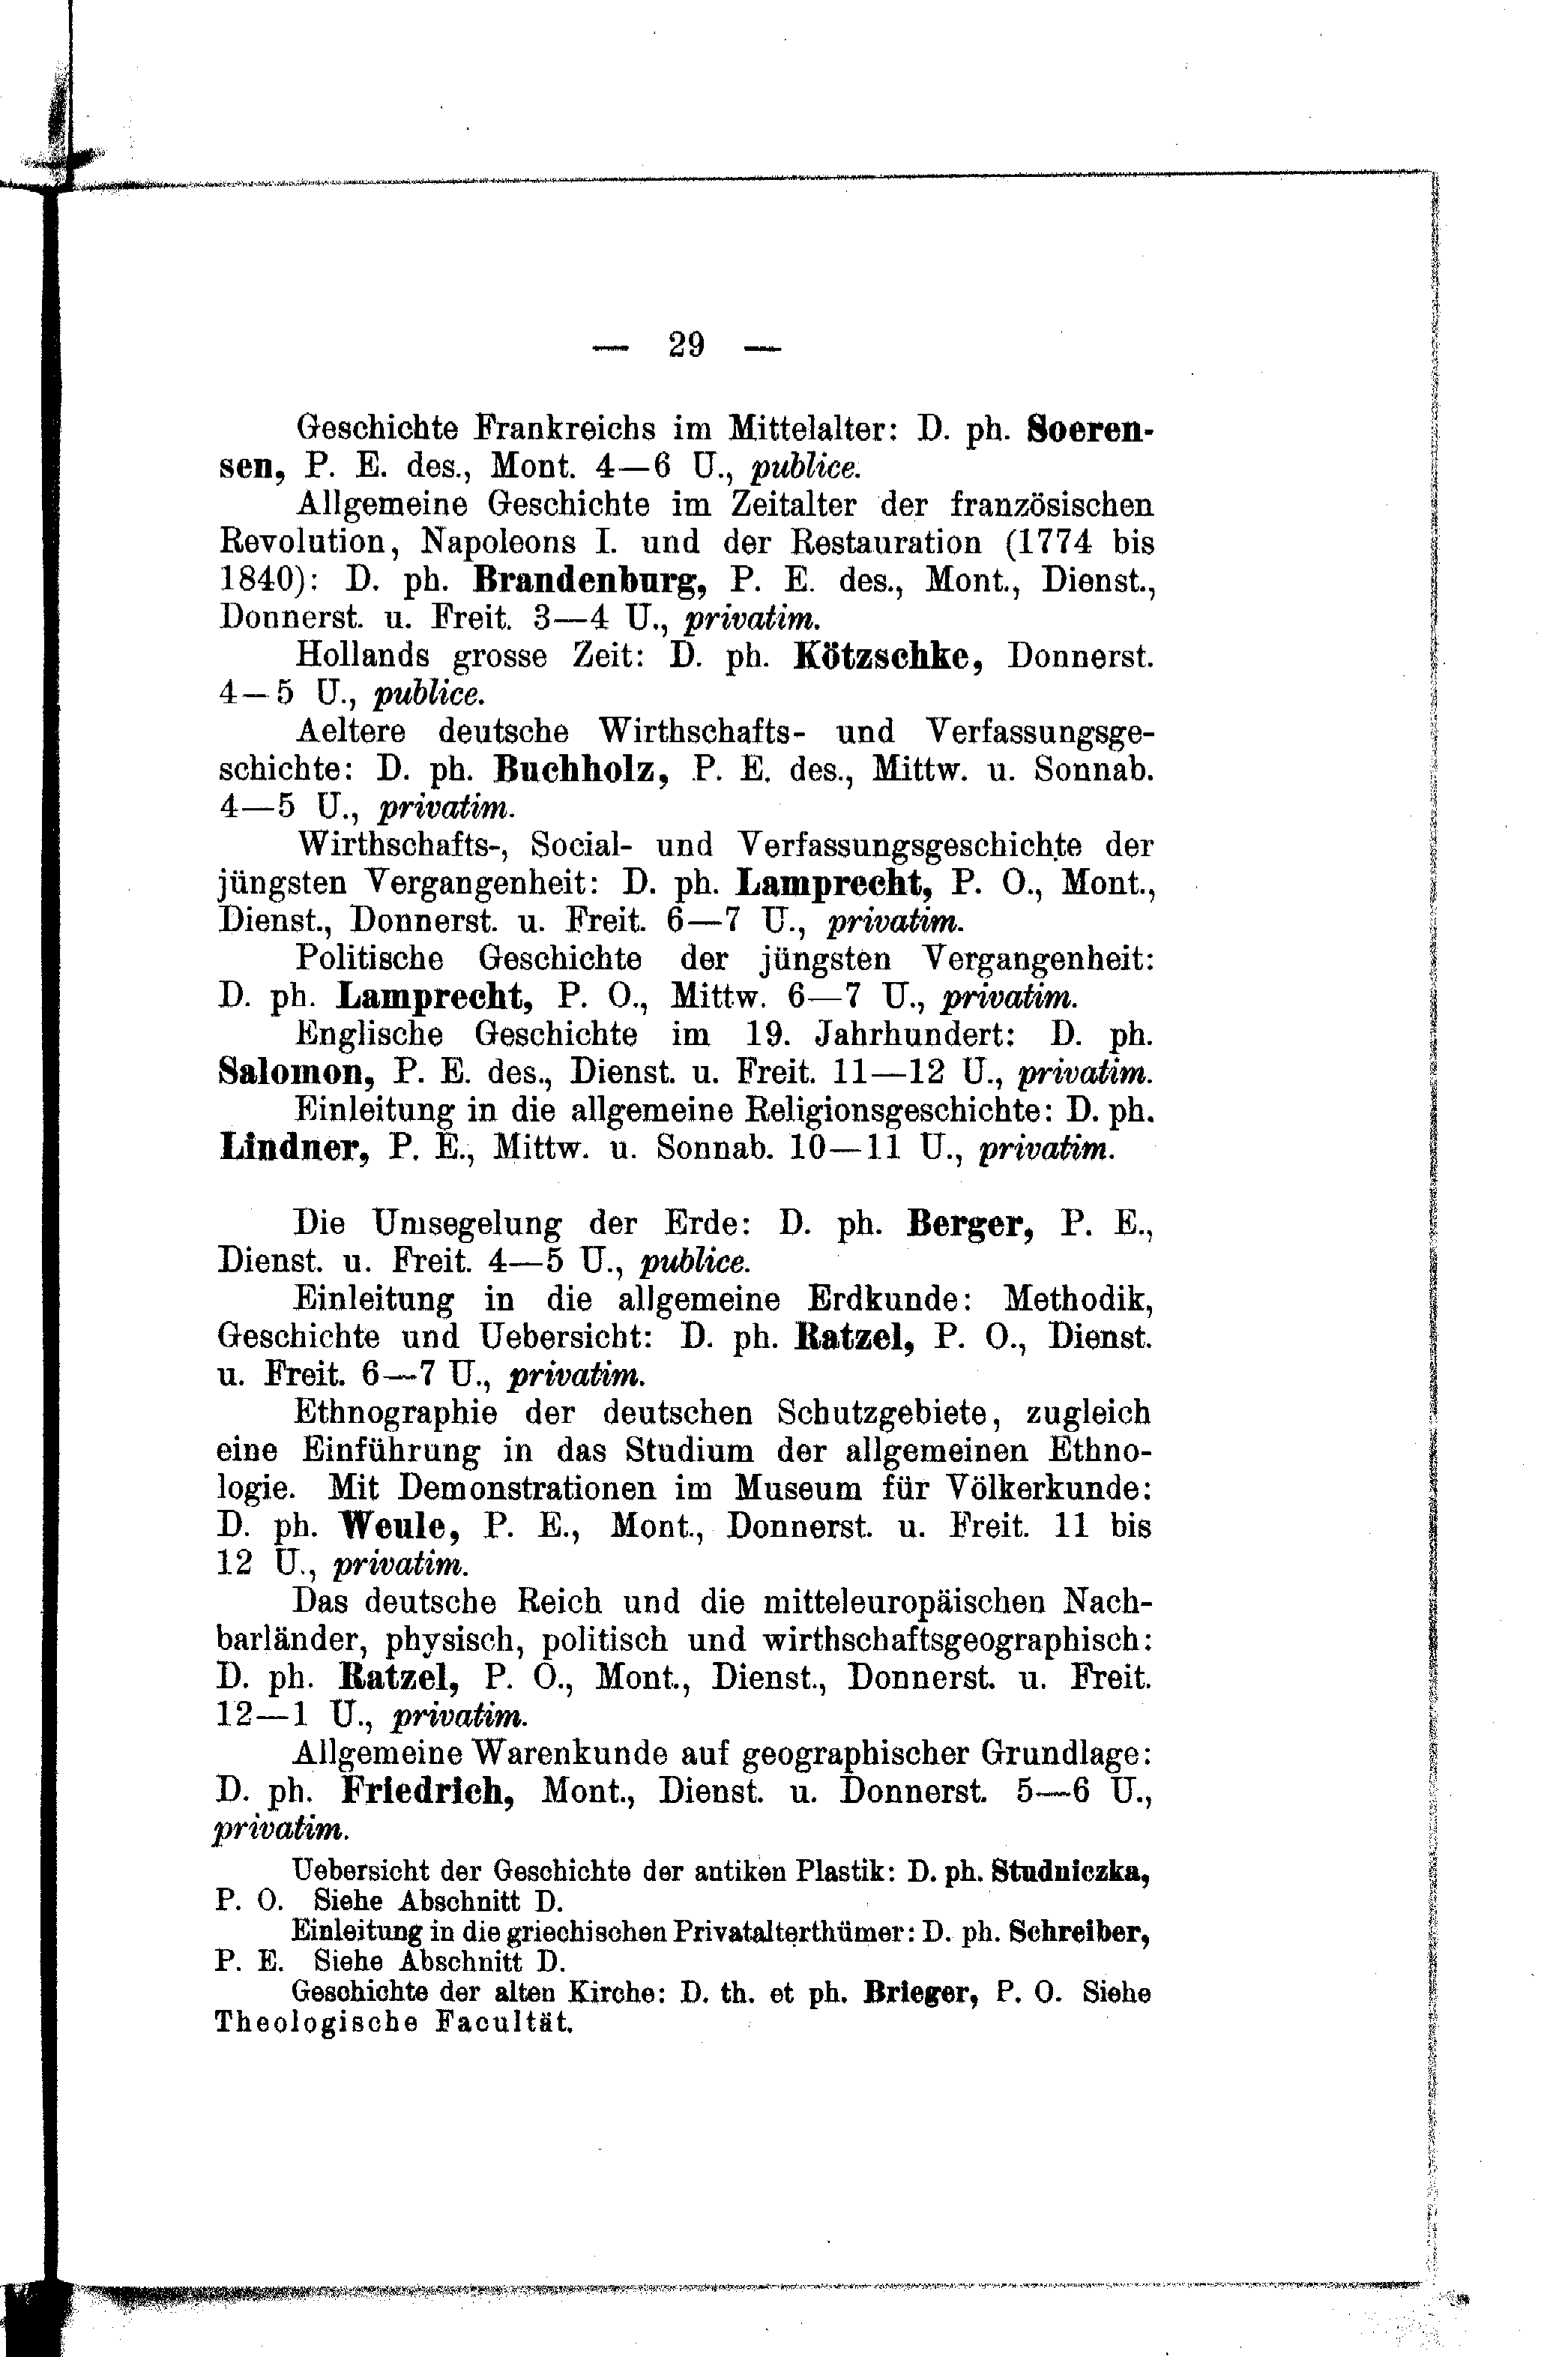 — 29 —
Geschichte Frankreichs im Mittelalter: D. ph. Soeren-
sen, P. E. des., Mont. 4—6 U., publice.
Allgemeine Geschichte im Zeitalter der französischen
Revolution, Napoleons I. und der Restauration (1774 bis
1840): D. ph. Brandenburg, P. E. des., Mont., Dienst.,
Donnerst. u. Freit. 3—4 U., privatim.
Hollands grosse Zeit: D. ph. Kötzschke, Donnerst.
4—5 U., publice.
Aeltere deutsche Wirthschafts- und Verfassungsge-
schichte: D. ph. Buchholz, P. E. des., Mittw. u. Sonnab.
4—5 U., privatim.
Wirthschafts-, Social- und Verfassungsgeschichte der
jüngsten Vergangenheit: D. ph. Lamprecht, P. O., Mont.,
Dienst., Donnerst. u. Freit. 6—7 U., privatim.
Politische Geschichte der jüngsten Vergangenheit:
D. ph. Lamprecht, P. O., Mittw. 6—7 U., privatim.
Englische Geschichte im 19. Jahrhundert: D. ph.
Salomon, P. E. des., Dienst. u. Freit. 11—12 U., privatim.
Einleitung in die allgemeine Religionsgeschichte: D. ph.
Lindner, P. E., Mittw. u. Sonnab. 10—11 U., privatim.
Die Umsegelung der Erde: D. ph. Berger, P. E.,
Dienst. u. Freit. 4—5 U., publice.
Einleitung in die allgemeine Erdkunde: Methodik,
Geschichte und Uebersicht: D. ph. Ratzel, P. O., Dienst.
u. Freit. 6—7 U., privatim.
Ethnographie der deutschen Schutzgebiete, zugleich
eine Einführung in das Studium der allgemeinen Ethno-
logie. Mit Demonstrationen im Museum für Völkerkunde:
D. ph. Weule, P. E., Mont., Donnerst. u. Freit. 11 bis
12 U., privatim.
Das deutsche Reich und die mitteleuropäischen Nach-
barländer, physisch, politisch und wirthschaftsgeographisch:
D. ph. Ratzel, P. O., Mont., Dienst., Donnerst. u. Freit.
12—1 U., privatim.
Allgemeine Warenkunde auf geographischer Grundlage:
D. ph. Friedrich, Mont., Dienst. u. Donnerst. 5—6 U.,
privatim.
Uebersicht der Geschichte der antiken Plastik: D. ph. Studniczka,
P. O. Siehe Abschnitt D.
Einleitung in die griechischen Privatalterthümer: D. ph. Schreiber,
P. E. Siehe Abschnitt D.
Geschichte der alten Kirche: D. th. et ph. Brieger, P. O. Siehe
Theologische Facultät.